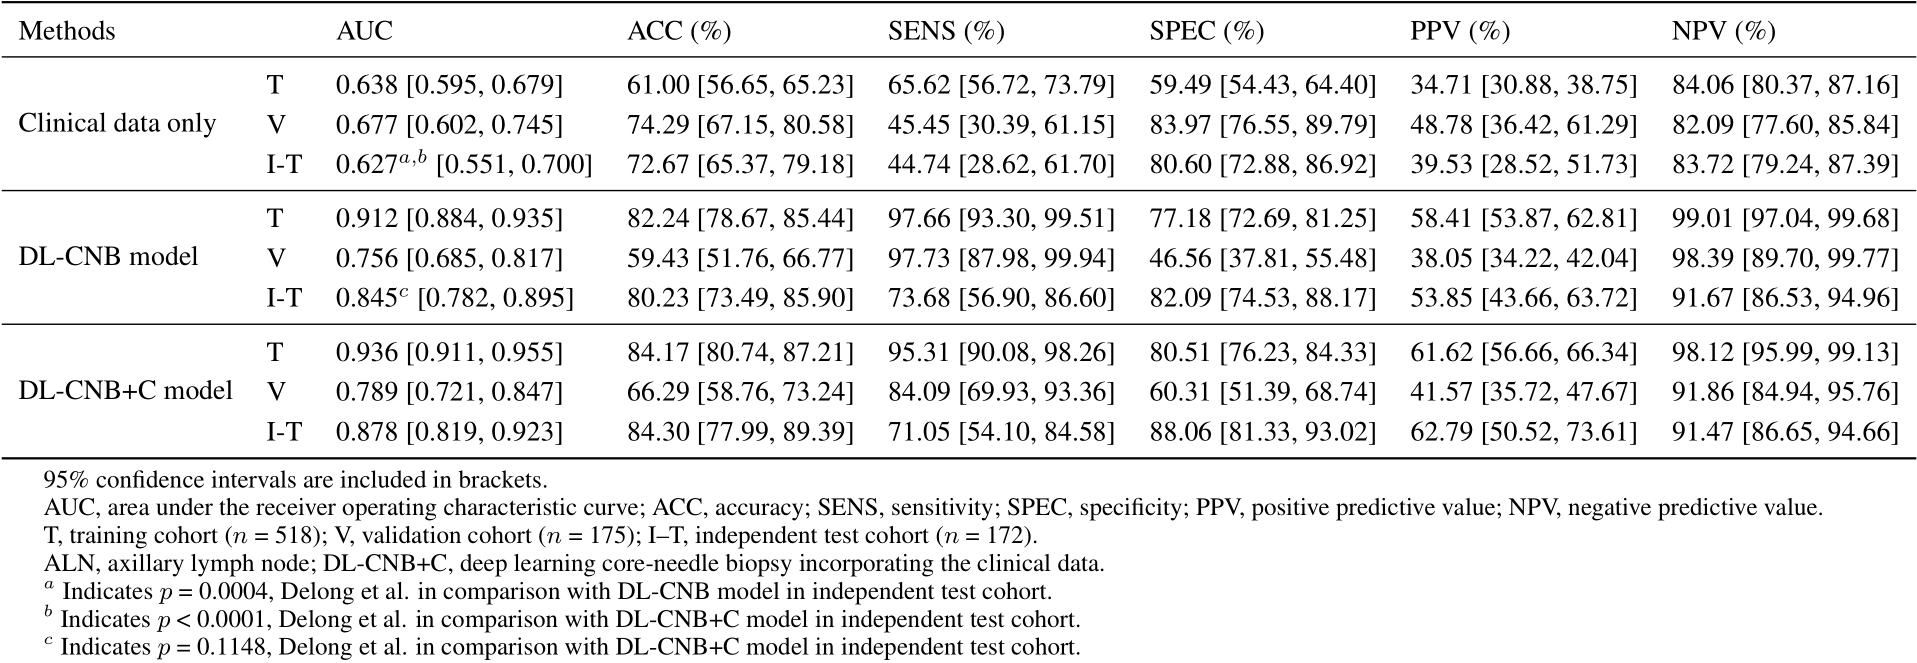 Methods AUC ACC (%) SENS (%) SPEC (%) PPV (%) NPV (%)
T 0.638 [0.595, 0.679] 61.00 [56.65, 65.23] 65.62 [56.72, 73.79] 59.49 [54.43, 64.40] 34.71 [30.88, 38.75] 84.06 [80.37, 87.16]
Clinical data only V 0.677 [0.602, 0.745] 74.29 [67.15, 80.58] 45.45 [30.39, 61.15] 83.97 [76.55, 89.79] 48.78 [36.42, 61.29] 82.09 [77.60, 85.84]
I-T 0.627a,b [0.551, 0.700] 72.67 [65.37, 79.18] 44.74 [28.62, 61.70] 80.60 [72.88, 86.92] 39.53 [28.52, 51.73] 83.72 [79.24, 87.39]
T 0.912 [0.884, 0.935] 82.24 [78.67, 85.44] 97.66 [93.30, 99.51] 77.18 [72.69, 81.25] 58.41 [53.87, 62.81] 99.01 [97.04, 99.68]
DL-CNB model V 0.756 [0.685, 0.817] 59.43 [51.76, 66.77] 97.73 [87.98, 99.94] 46.56 [37.81, 55.48] 38.05 [34.22, 42.04] 98.39 [89.70, 99.77]
I-T 0.845c [0.782, 0.895] 80.23 [73.49, 85.90] 73.68 [56.90, 86.60] 82.09 [74.53, 88.17] 53.85 [43.66, 63.72] 91.67 [86.53, 94.96]
T 0.936 [0.911, 0.955] 84.17 [80.74, 87.21] 95.31 [90.08, 98.26] 80.51 [76.23, 84.33] 61.62 [56.66, 66.34] 98.12 [95.99, 99.13]
DL-CNB+C model V 0.789 [0.721, 0.847] 66.29 [58.76, 73.24] 84.09 [69.93, 93.36] 60.31 [51.39, 68.74] 41.57 [35.72, 47.67] 91.86 [84.94, 95.76]
I-T 0.878 [0.819, 0.923] 84.30 [77.99, 89.39] 71.05 [54.10, 84.58] 88.06 [81.33, 93.02] 62.79 [50.52, 73.61] 91.47 [86.65, 94.66]
95% confidence intervals are included in brackets.
AUC, area under the receiver operating characteristic curve; ACC, accuracy; SENS, sensitivity; SPEC, specificity; PPV, positive predictive value; NPV, negative predictive value.
T, training cohort (n = 518); V, validation cohort (n = 175); I–T, independent test cohort (n = 172).
ALN, axillary lymph node; DL-CNB+C, deep learning core-needle biopsy incorporating the clinical data.
a Indicates p = 0.0004, Delong et al. in comparison with DL-CNB model in independent test cohort.
b Indicates p < 0.0001, Delong et al. in comparison with DL-CNB+C model in independent test cohort.
c Indicates p = 0.1148, Delong et al. in comparison with DL-CNB+C model in independent test cohort.